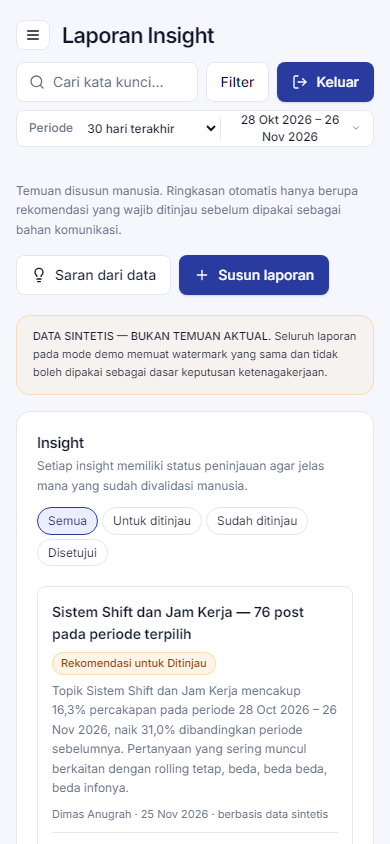 Laporan Insight
Cari kata kunci...
Filter
Keluar
Periode
30 hari terakhir
28 Okt 2026 – 26
Nov 2026
Temuan disusun manusia. Ringkasan otomatis hanya berupa
rekomendasi yang wajib ditinjau sebelum dipakai sebagai
bahan komunikasi.
Saran dari data
Susun laporan
DATA SINTETIS — BUKAN TEMUAN AKTUAL. Seluruh laporan
pada mode demo memuat watermark yang sama dan tidak
boleh dipakai sebagai dasar keputusan ketenagakerjaan.
Insight
Setiap insight memiliki status peninjauan agar jelas
mana yang sudah divalidasi manusia.
Semua
Untuk ditinjau
Sudah ditinjau
Disetujui
Sistem Shift dan Jam Kerja — 76 post
pada periode terpilih
Rekomendasi untuk Ditinjau
Topik Sistem Shift dan Jam Kerja mencakup
16,3% percakapan pada periode 28 Oct 2026 – 26
Nov 2026, naik 31,0% dibandingkan periode
sebelumnya. Pertanyaan yang sering muncul
berkaitan dengan rolling tetap, beda, beda beda,
beda infonya.
Dimas Anugrah · 25 Nov 2026 · berbasis data sintetis